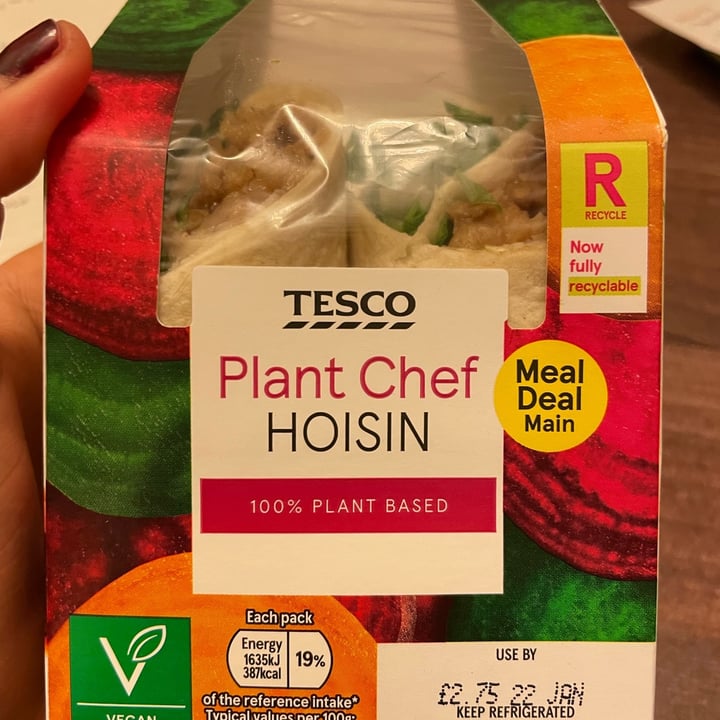 R
RECYCLE
Now
fully
recyclable
TESCO
Plant Chef
HOISIN
Meal
Deal
Main
100% PLANT BASED
V
VEGAN
Each pack
Energy
1635kJ
387kcal
19%
of the reference intake*
Typical values per 100g:
USE BY
£2.75 22 JAN
KEEP REFRIGERATED